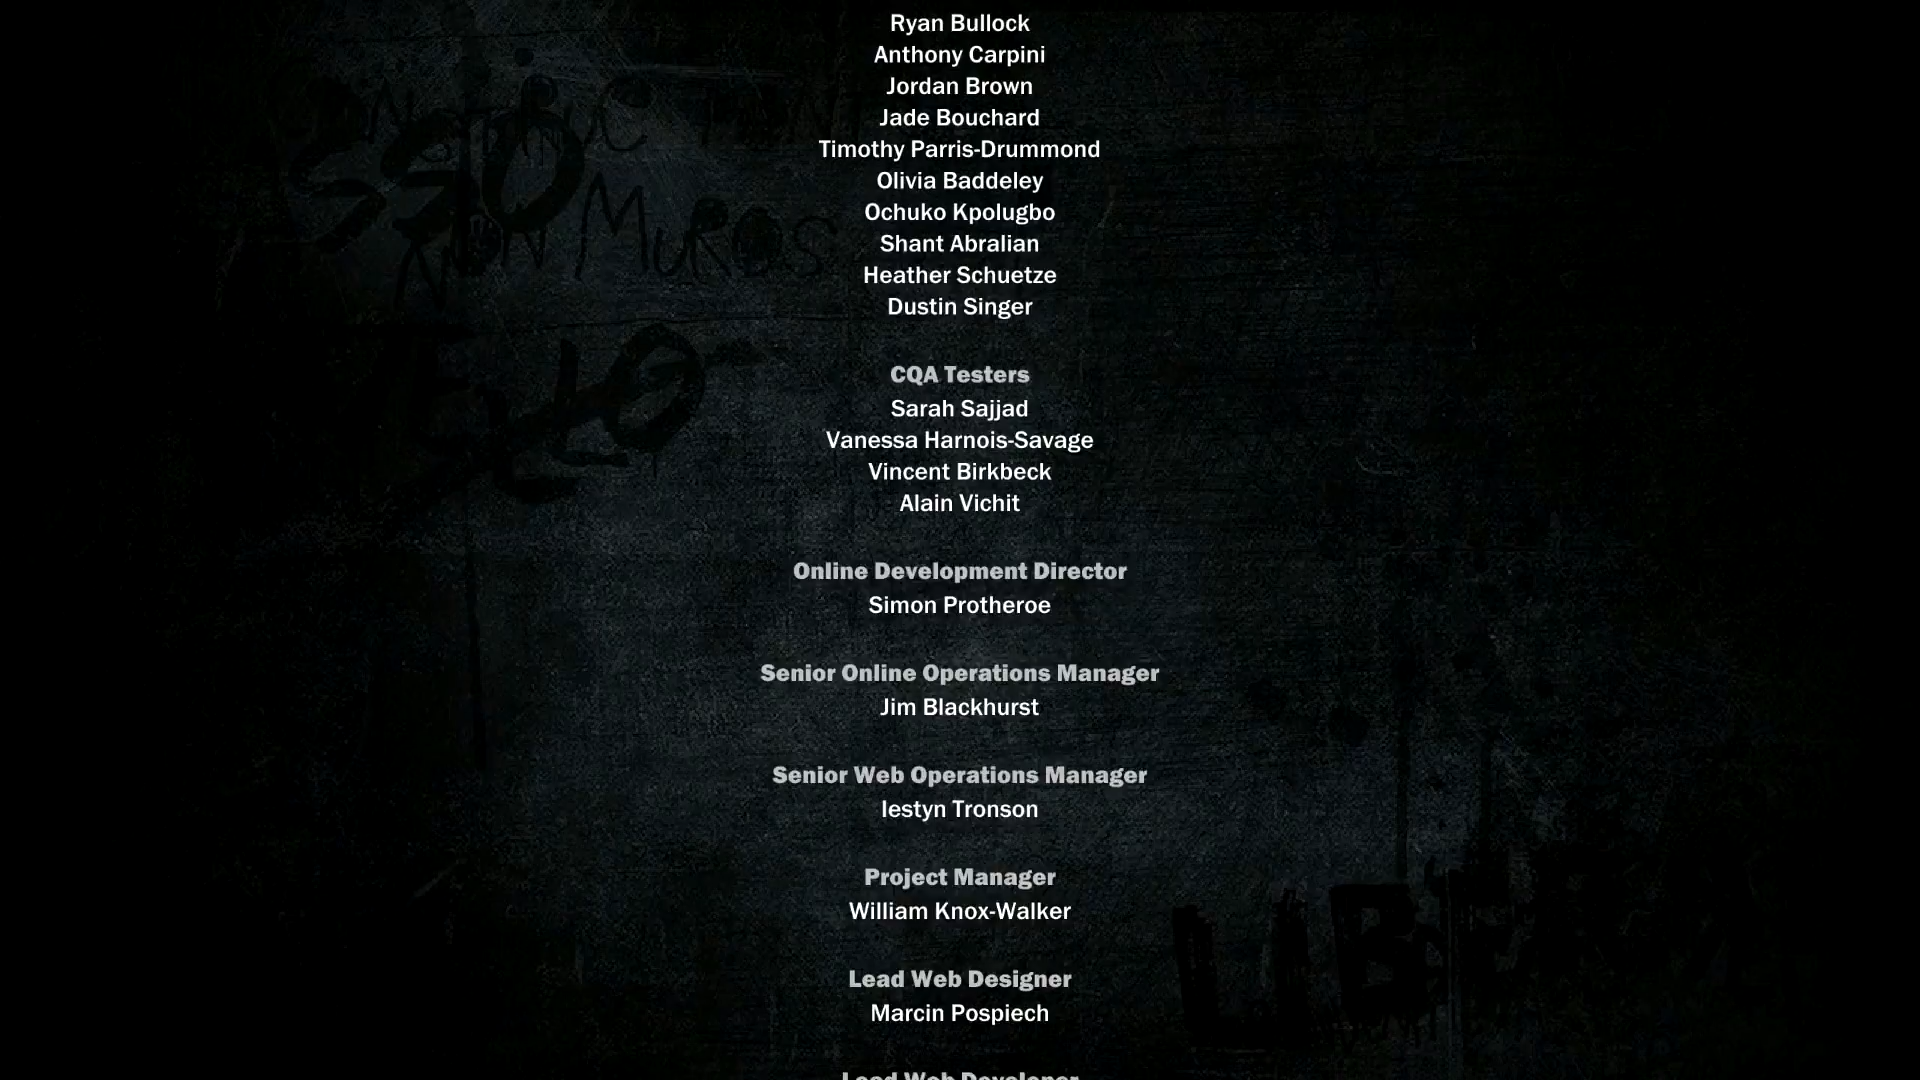 Ryan Bullock
Anthony Carpini
Jordan Brown
Jade Bouchard
Timothy Parris-Drummond
Olivia Baddeley
Ochuko Kpolugbo
Shant Abralian
Heather Schuetze
Dustin Singer
CQA Testers
Sarah Sajjad
Vanessa Harnois-Savage
Vincent Birkbeck
Alain Vichit
Online Development Director
Simon Protheroe
Senior Online Operations Manager
Jim Blackhurst
Senior Web Operations Manager
Iestyn Tronson
Project Manager
William Knox-Walker
Lead Web Designer
Marcin Pospiech
Lead Web Developer